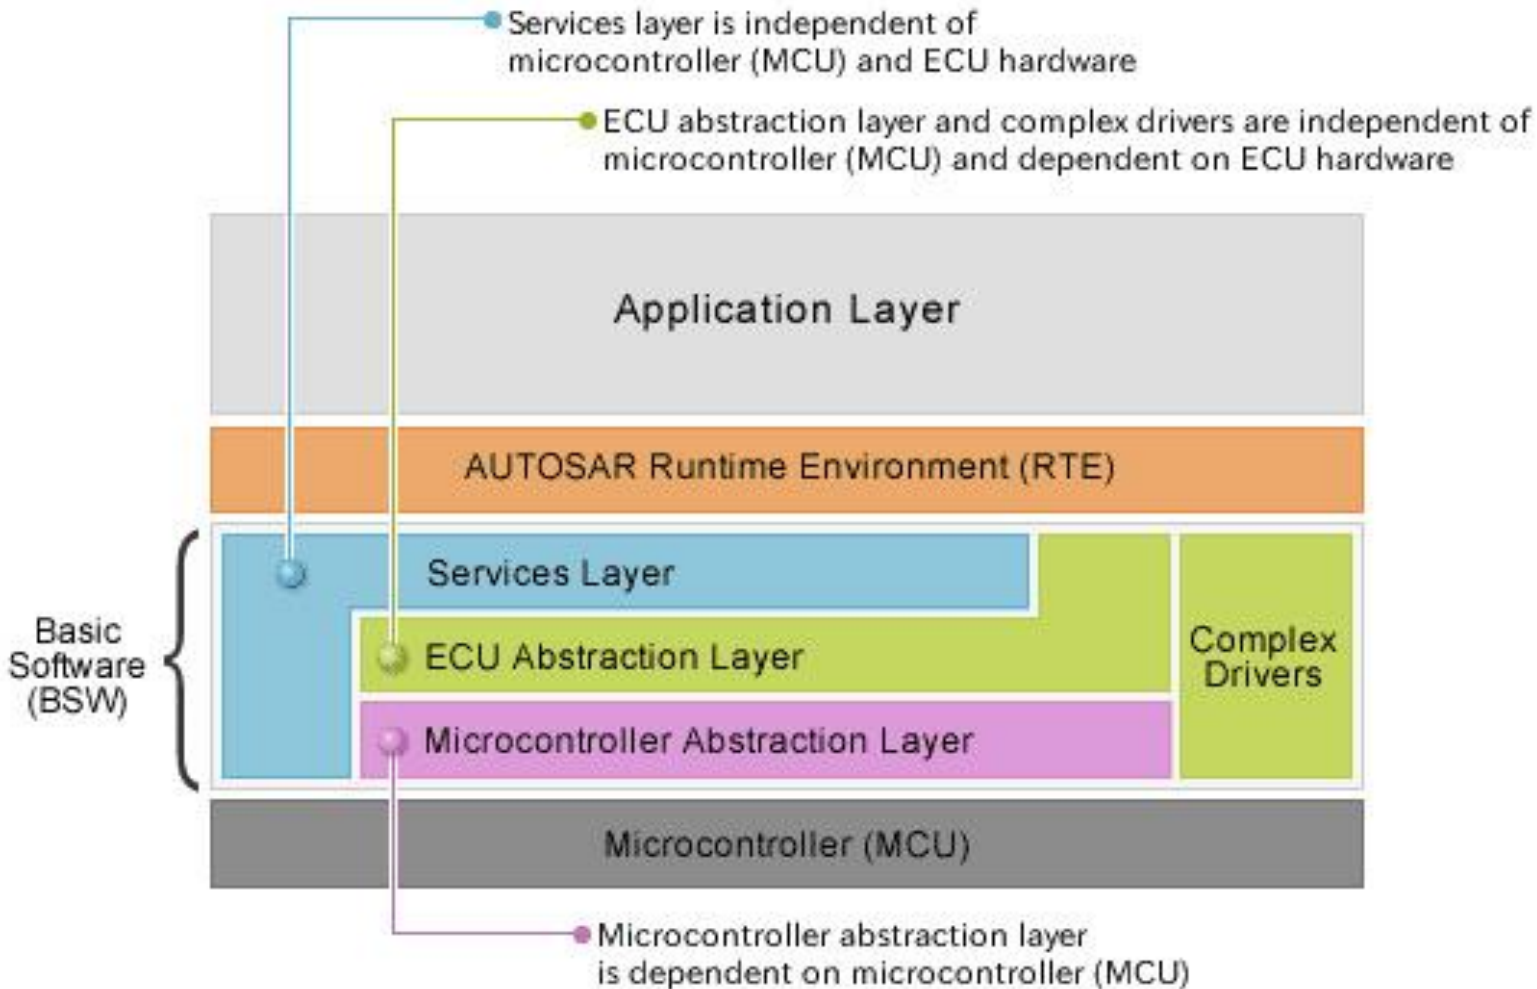 Services layer is independent of
microcontroller (MCU) and ECU hardware
ECU abstraction layer and complex drivers are independent of
microcontroller (MCU) and dependent on ECU hardware
Application Layer
AUTOSAR Runtime Environment (RTE)
Basic
Software
(BSW)
Services Layer
ECU Abstraction Layer
Microcontroller Abstraction Layer
Complex
Drivers
Microcontroller (MCU)
Microcontroller abstraction layer
is dependent on microcontroller (MCU)